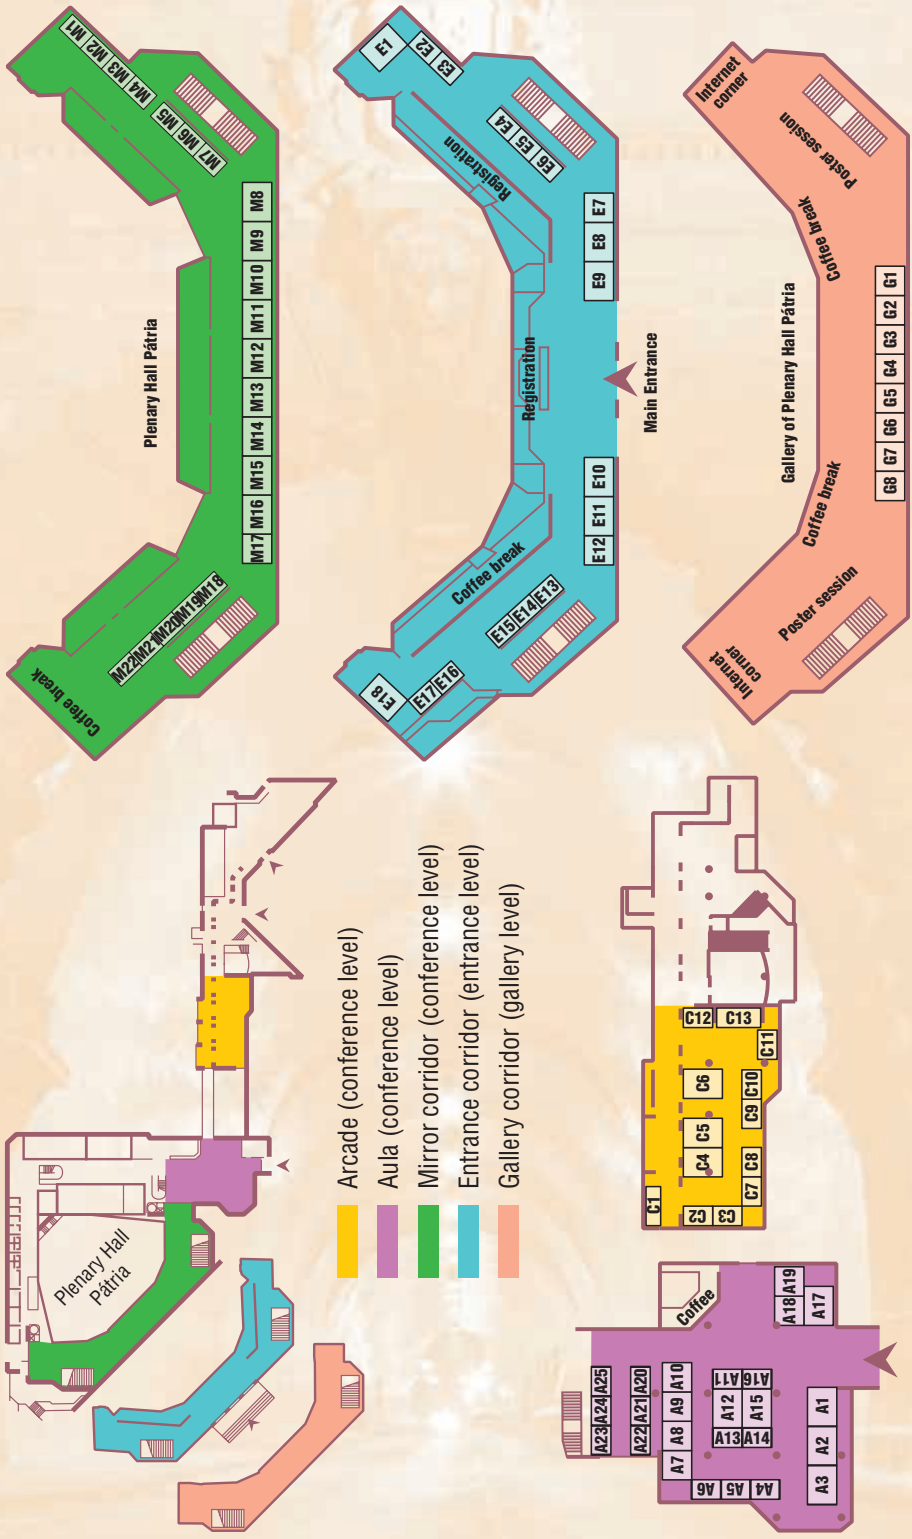 M1
M2
M3
M4
M5
M6
M7
M8
M9
M10
M11
M12
M13
M14
M15
M16
M17
M18
M19
M20
M21
M22
Plenary Hall Pátria
Coffee break
E1
E2
E3
E4
E5
E6
E7
E8
E9
E10
E11
E12
E13
E14
E15
E16
E17
E18
Registration
Registration
Coffee break
Main Entrance
Internet
corner
Poster session
Coffee break
Gallery of Plenary Hall Pátria
G1
G2
G3
G4
G5
G6
G7
G8
Coffee break
Poster session
Internet
corner
Plenary Hall
Pátria
Arcade (conference level)
Aula (conference level)
Mirror corridor (conference level)
Entrance corridor (entrance level)
Gallery corridor (gallery level)
C1
C2
C3
C4
C5
C6
C7
C8
C9
C10
C11
C12
C13
Coffee
A1
A2
A3
A4
A5
A6
A7
A8
A9
A10
A11
A12
A13
A14
A15
A16
A17
A18
A19
A20
A21
A22
A23
A24
A25